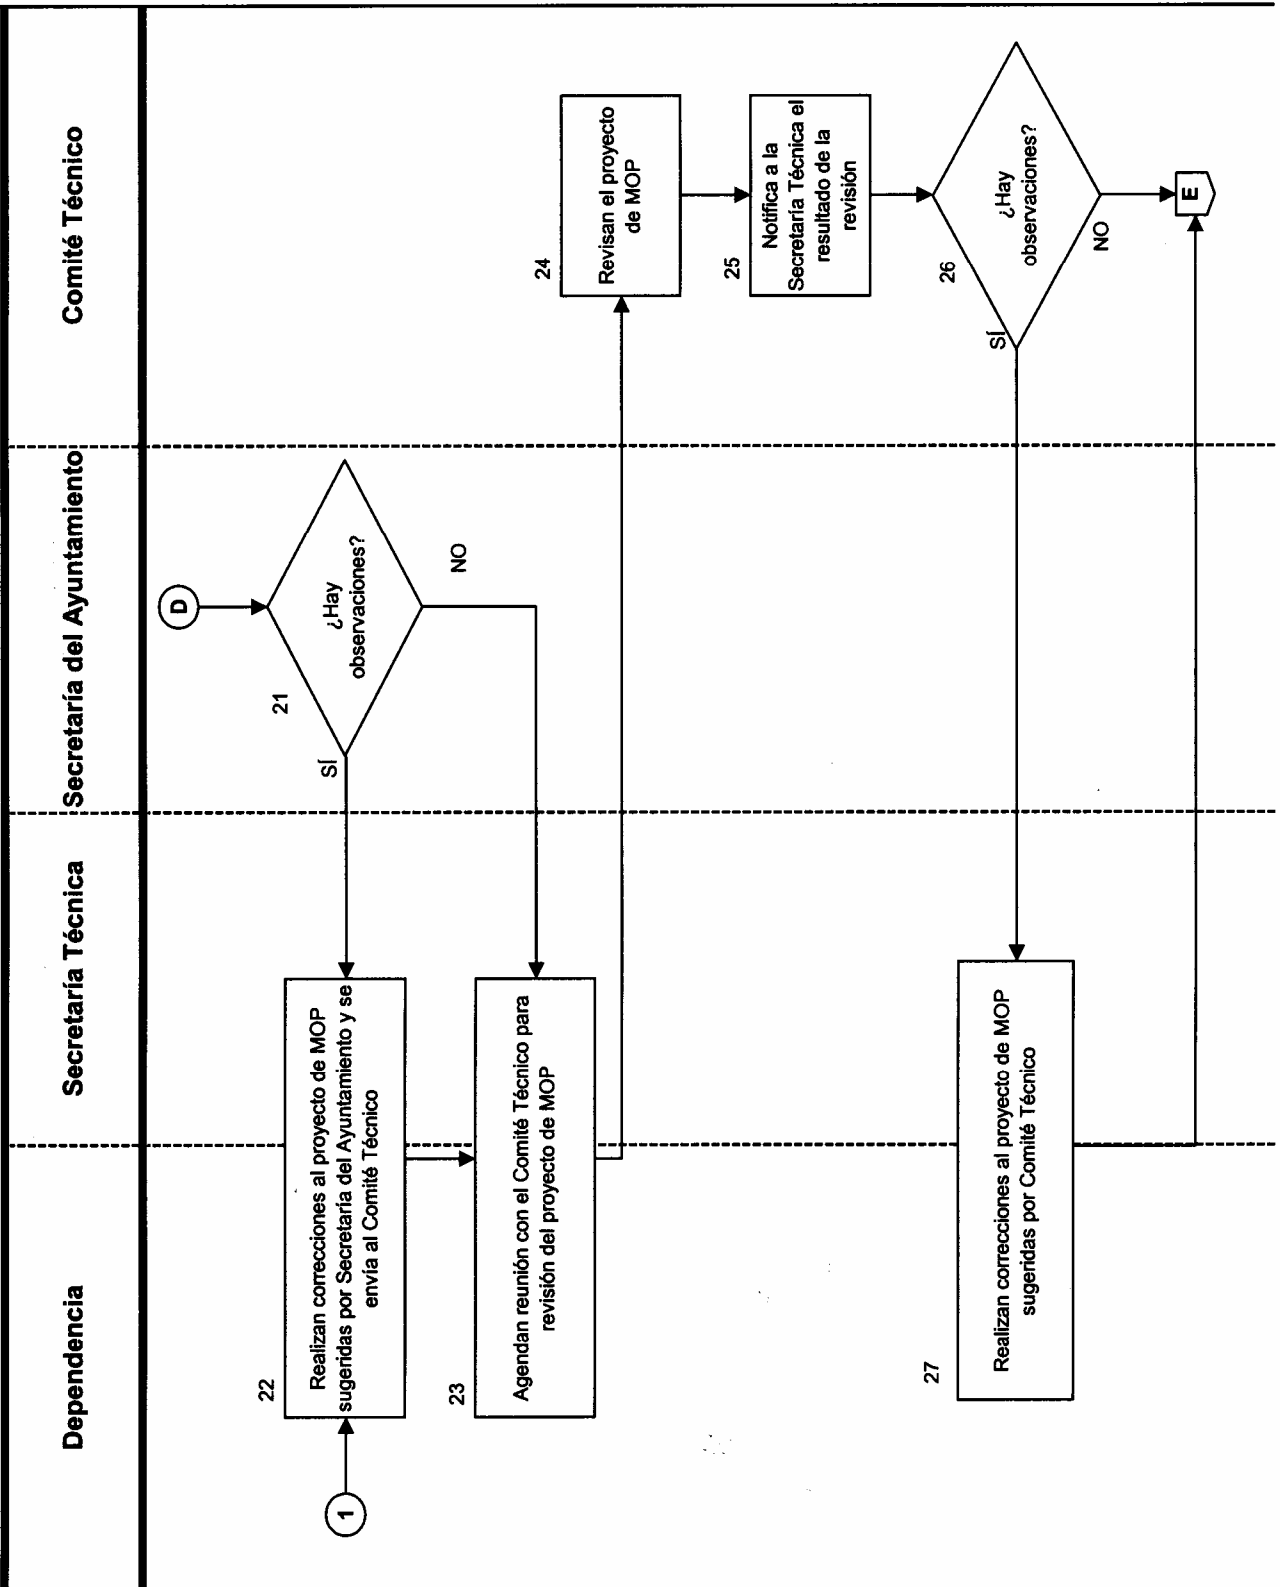 Dependencia
Secretaría Técnica
Secretaría del Ayuntamiento
Comité Técnico
D
21
¿Hay
observaciones?
SÍ
NO
1
22
Realizan correcciones al proyecto de MOP
sugeridas por Secretaría del Ayuntamiento y se
envía al Comité Técnico
23
Agendan reunión con el Comité Técnico para
revisión del proyecto de MOP
24
Revisan el proyecto
de MOP
25
Notifica a la
Secretaría Técnica el
resultado de la
revisión
26
¿Hay
observaciones?
SÍ
NO
27
Realizan correcciones al proyecto de MOP
sugeridas por Comité Técnico
E